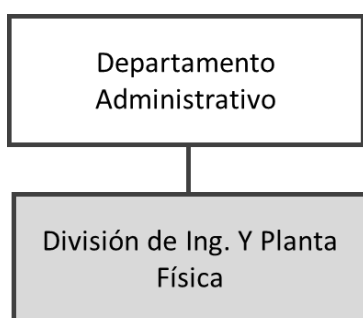 Departamento
Administrativo
División de Ing. Y Planta
Física